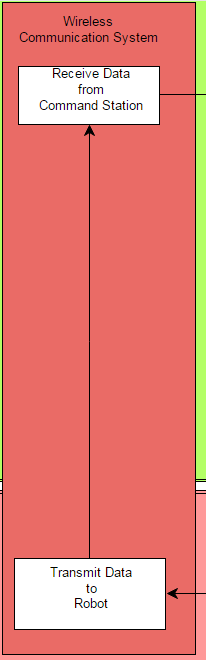 Wireless
Communication System
Receive Data
from
Command Station
Transmit Data
to
Robot